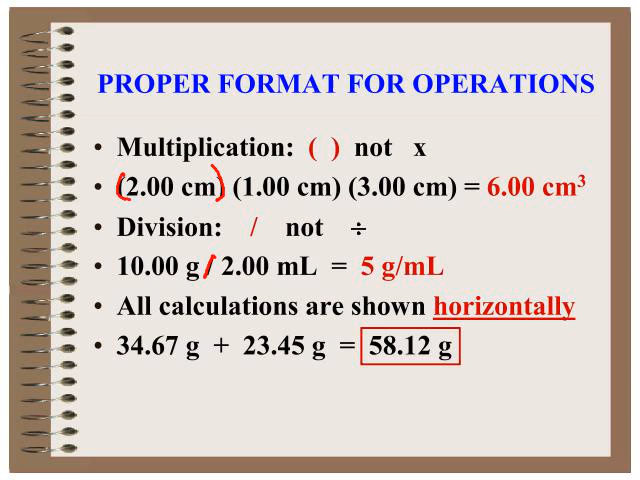 PROPER FORMAT FOR OPERATIONS
• Multiplication: ( ) not x
• (2.00 cm) (1.00 cm) (3.00 cm) = 6.00 cm³
• Division: / not ÷
• 10.00 g / 2.00 mL = 5 g/mL
• All calculations are shown horizontally
• 34.67 g + 23.45 g = 58.12 g